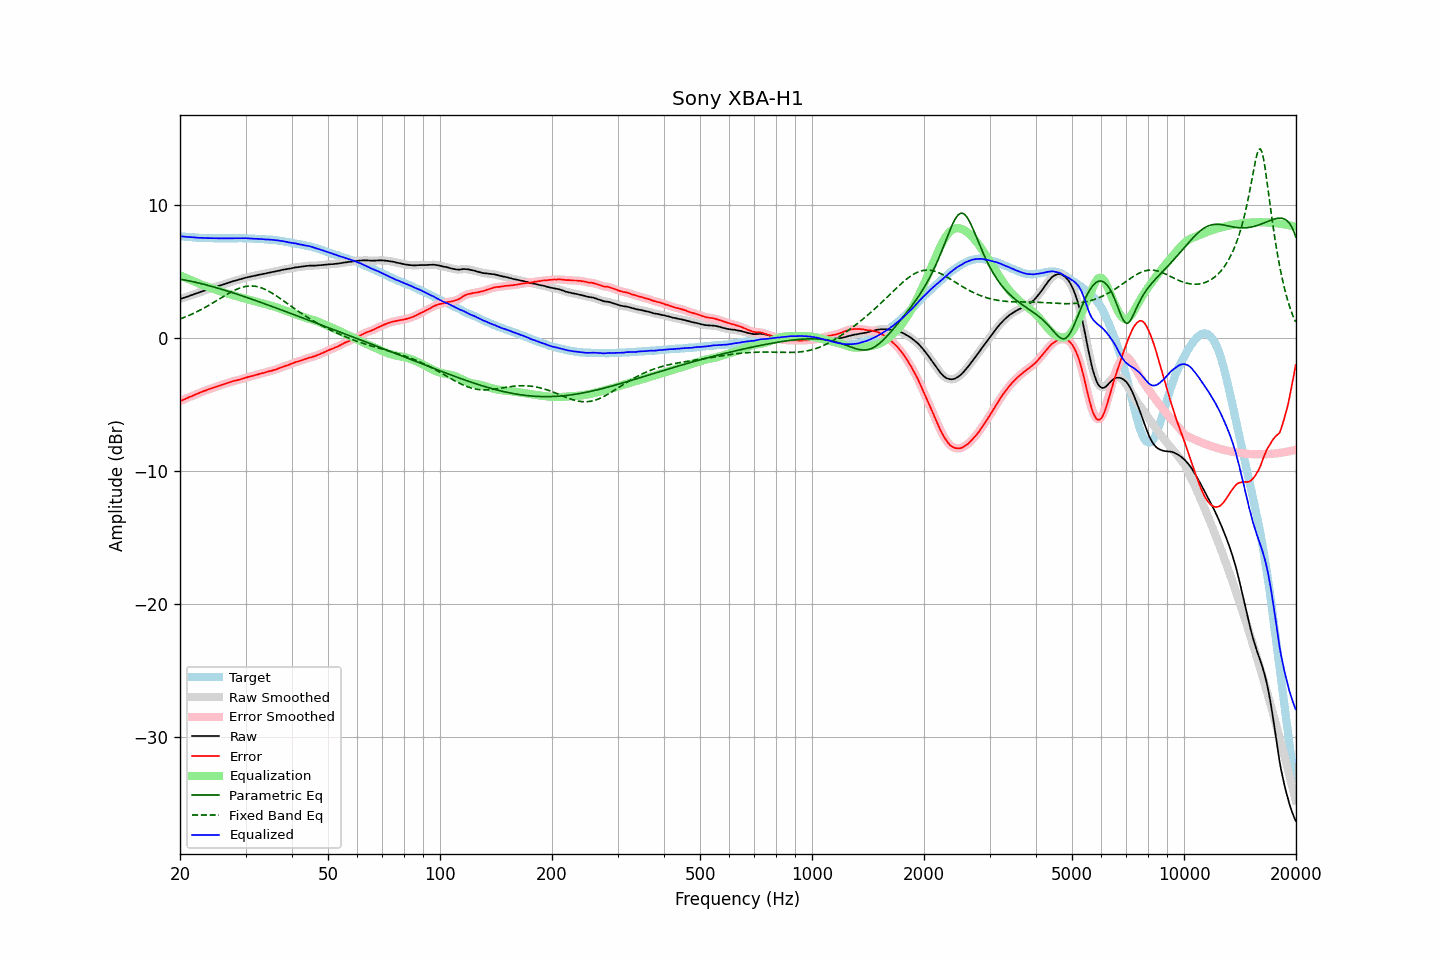 Sony XBA-H1
Amplitude (dBr)
10
0
−10
−20
−30
Target
Raw Smoothed
Error Smoothed
Raw
Error
Equalization
Parametric Eq
Fixed Band Eq
Equalized
20 50 100 200 500 1000 2000 5000 10000 20000
Frequency (Hz)